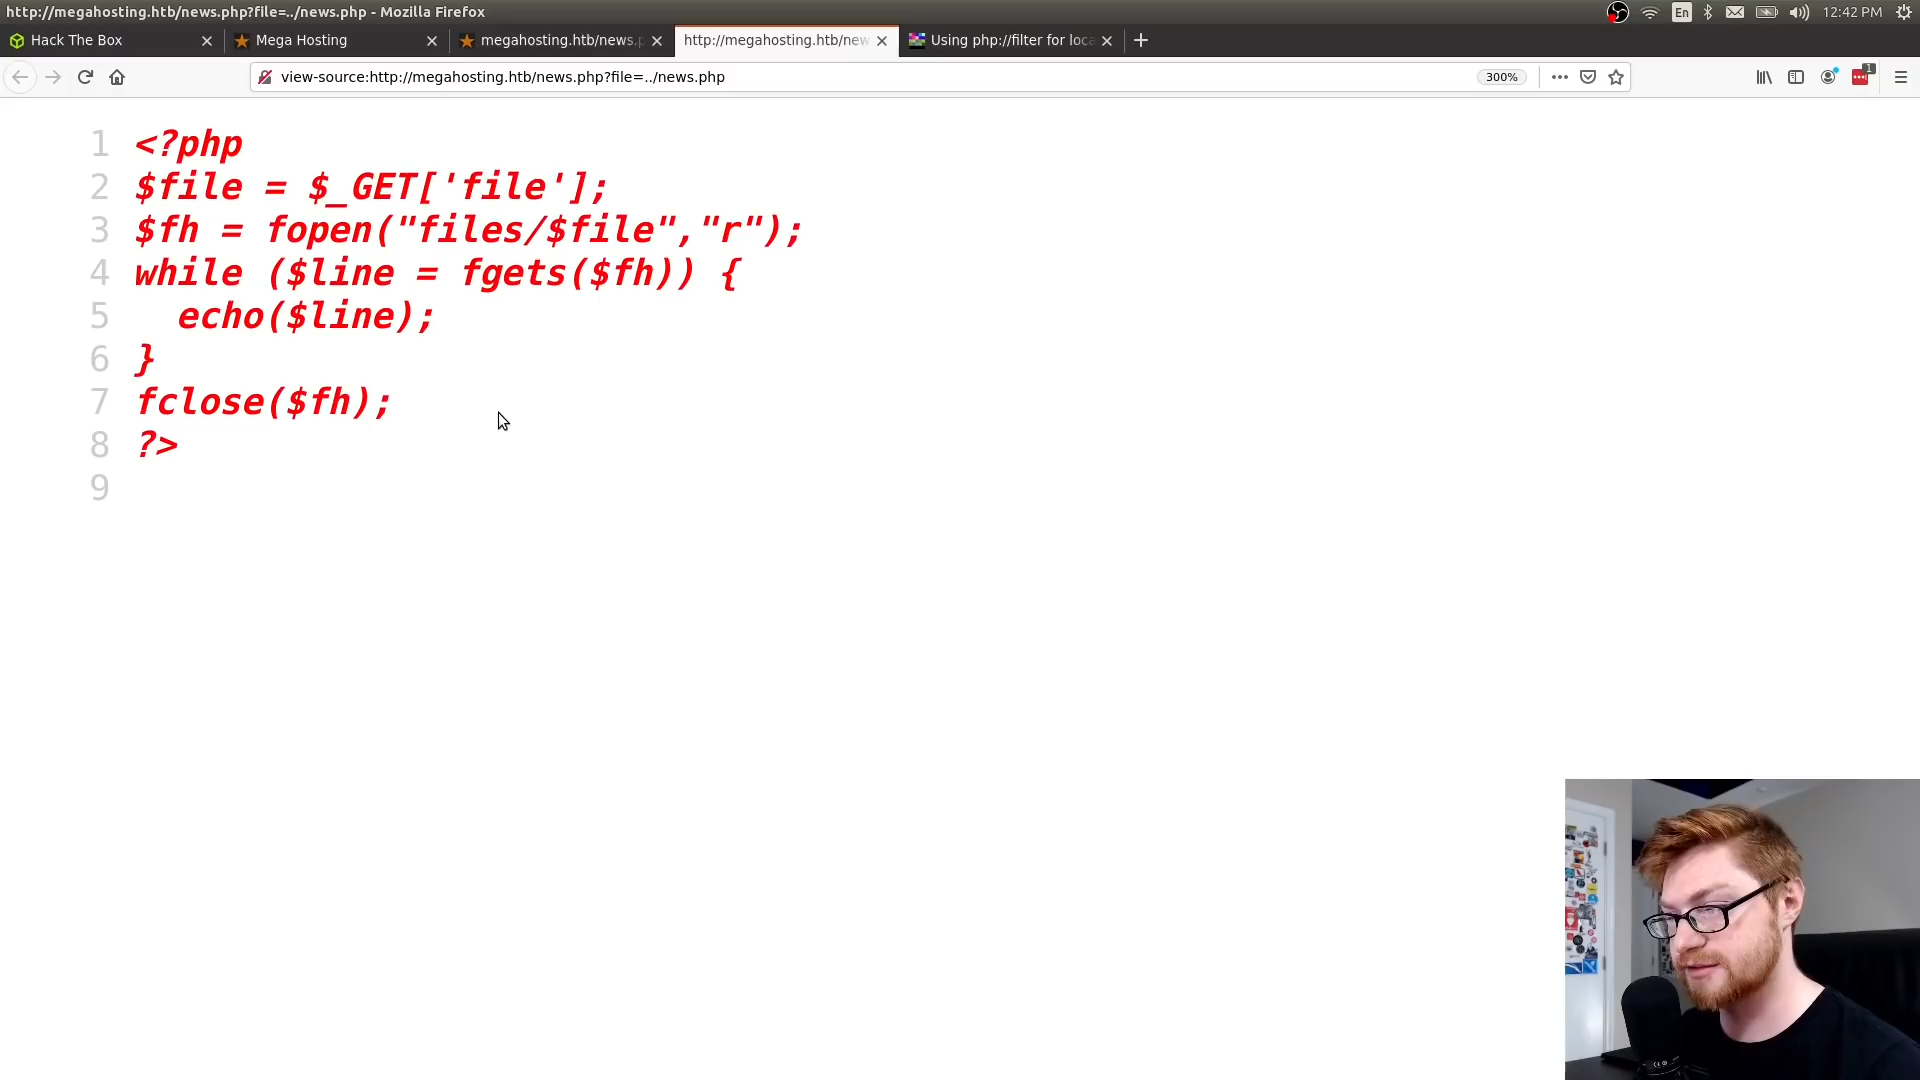 http://megahosting.htb/news.php?file=../news.php - Mozilla Firefox
En
12:42 PM
Hack The Box
Mega Hosting
megahosting.htb/news.p
http://megahosting.htb/new
Using php://filter for loca
view-source:http://megahosting.htb/news.php?file=../news.php
300%
1
1 <?php
2 $file = $_GET['file'];
3 $fh = fopen("files/$file","r");
4 while ($line = fgets($fh)) {
5 echo($line);
6 }
7 fclose($fh);
8 ?>
9